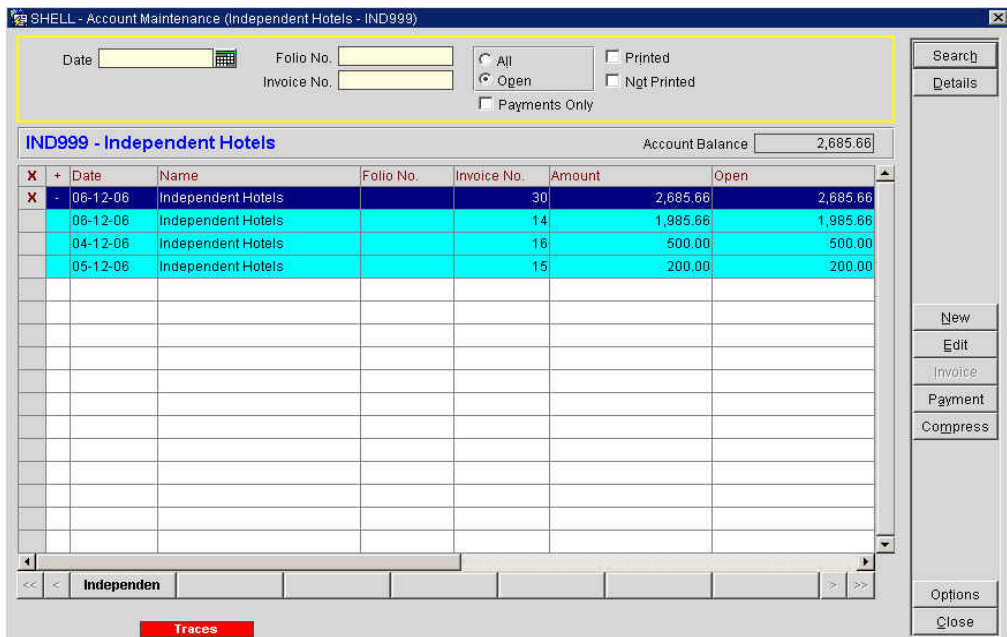 SHELL - Account Maintenance (Independent Hotels - IND999)
Date Folio No. All Printed
Invoice No. Open Not Printed
Payments Only
Search
Details
IND999 - Independent Hotels Account Balance 2,685.66
X + Date Name Folio No. Invoice No. Amount Open
X - 06-12-06 Independent Hotels 30 2,685.66 2,685.66
06-12-06 Independent Hotels 14 1,985.66 1,985.66
04-12-06 Independent Hotels 16 500.00 500.00
05-12-06 Independent Hotels 15 200.00 200.00
New
Edit
Invoice
Payment
Compress
<< < Independen > >>
Options
Close
Traces